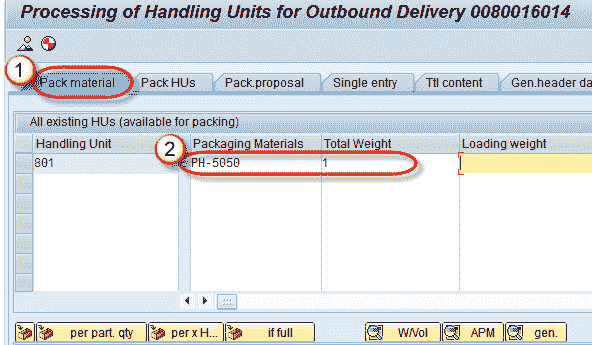 Processing of Handling Units for Outbound Delivery 0080016014
1
Pack material Pack HUs Pack.proposal Single entry Ttl content Gen.header da
All existing HUs (available for packing)
2
Handling Unit Packaging Materials Total Weight Loading weight
801 PH-5050 1
per part. qty per x H... if full W/Vol APM gen.